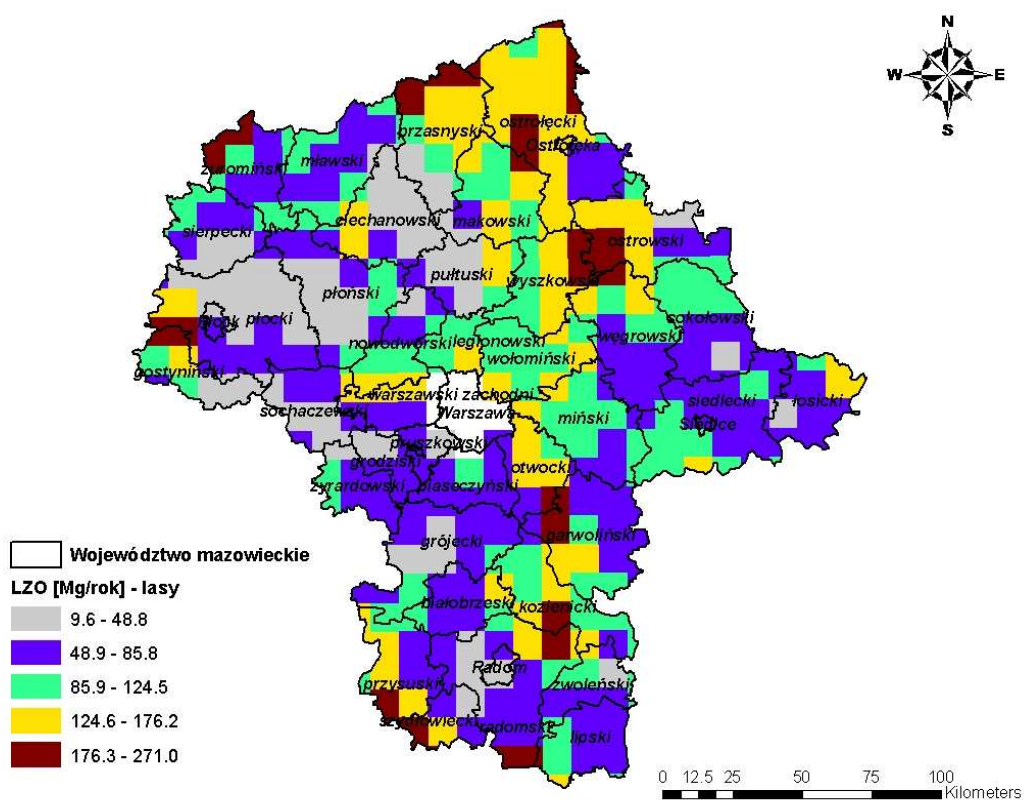 N
W E
S
ostrołęcki
przasnyski
Ostrołęka
mławski
żuromiński
ciechanowski
makowski
sierpecki
ostrowski
pułtuski
wyszkowski
płoński
sokołowski
Płock płocki
węgrowski
nowodworski legionowski
wołomiński
gostyniński
warszawski zachodni
siedlecki łosicki
sochaczewski
Warszawa
miński
Siedlce
pruszkowski
grodziski
otwocki
żyrardowski piaseczyński
garwoliński
grójecki
Województwo mazowieckie
LZO [Mg/rok] - lasy
9.6 - 48.8
48.9 - 85.8
85.9 - 124.5
124.6 - 176.2
176.3 - 271.0
białobrzeski kozienicki
Radom
przysuski zwoleński
szydłowiecki radomski lipski
0 12.5 25 50 75 100
Kilometers